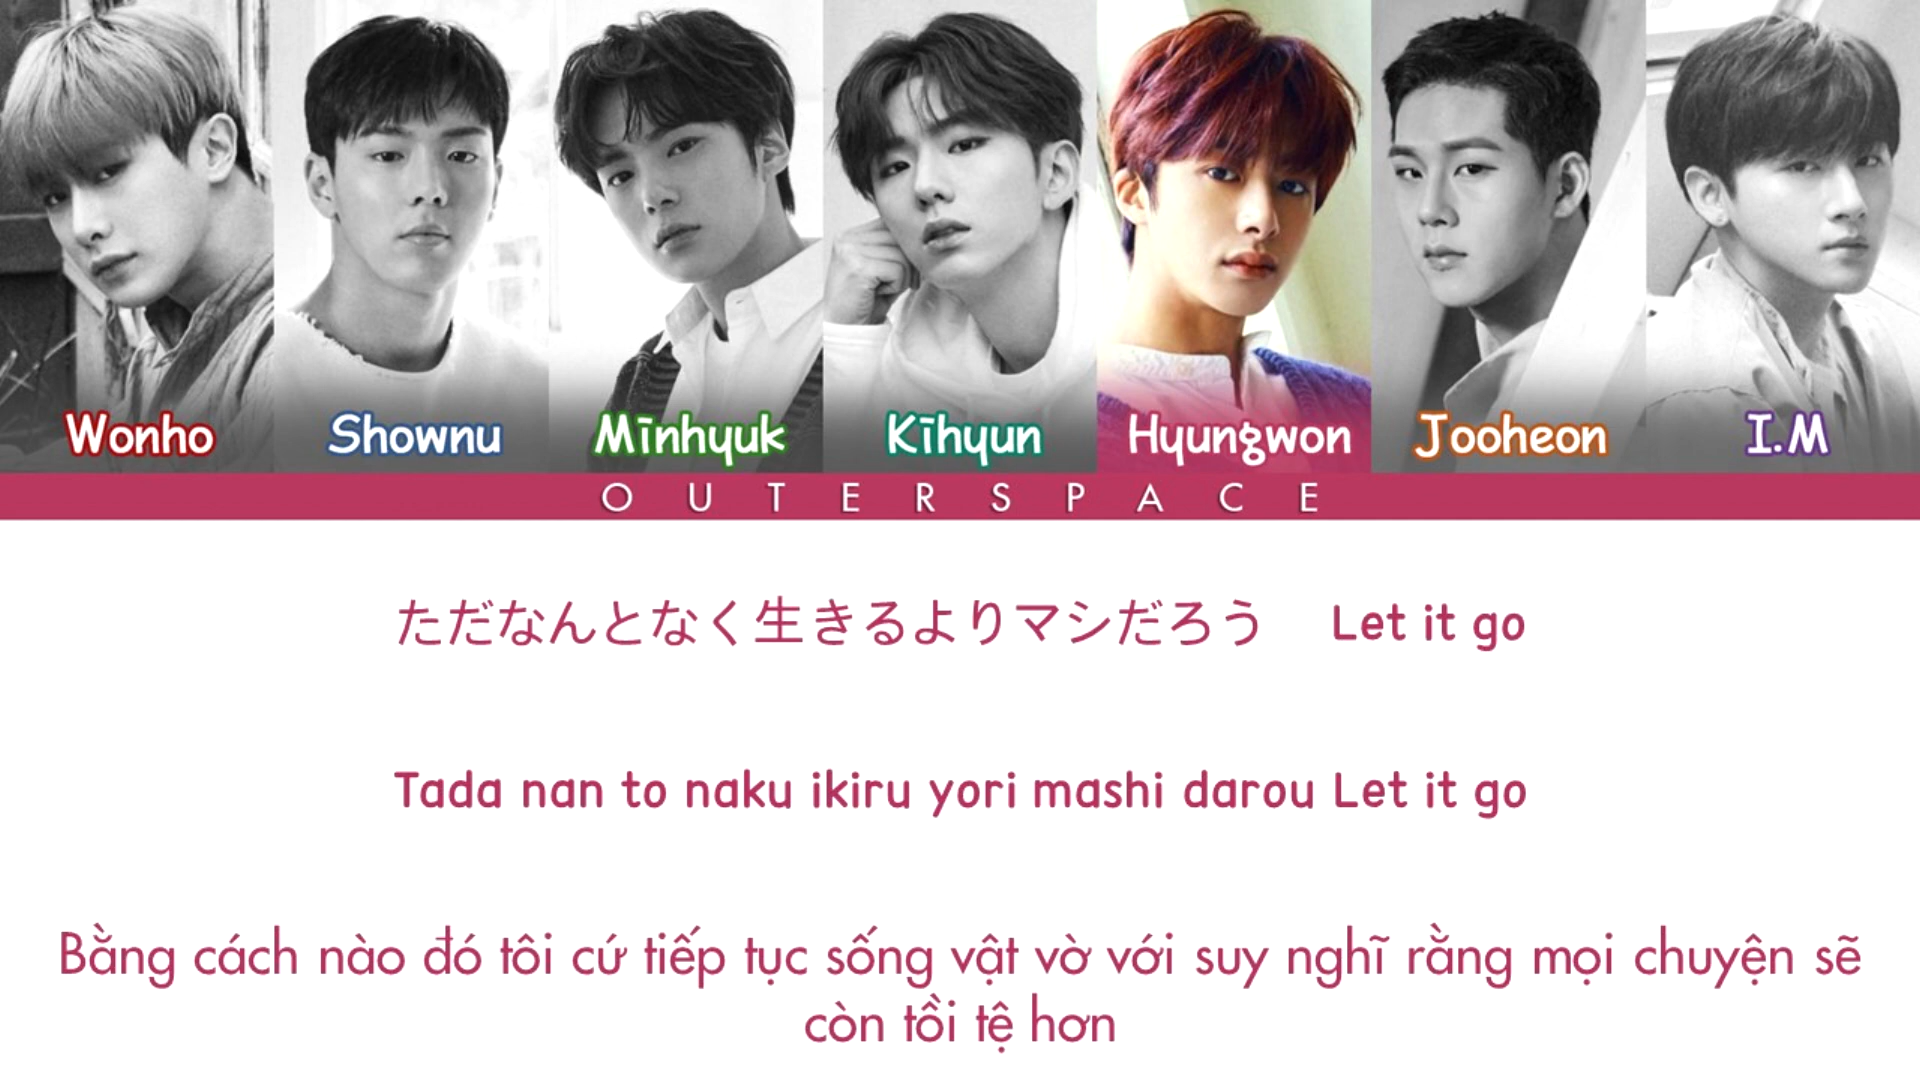 Wonho Shownu Minhyuk Kihyun Hyungwon Jooheon I.M
OUTERSPACE
ただなんとなく生きるよりマシだろう Let it go
Tada nan to naku ikiru yori mashi darou Let it go
Bằng cách nào đó tôi cứ tiếp tục sống vật vờ với suy nghĩ rằng mọi chuyện sẽ
còn tồi tệ hơn